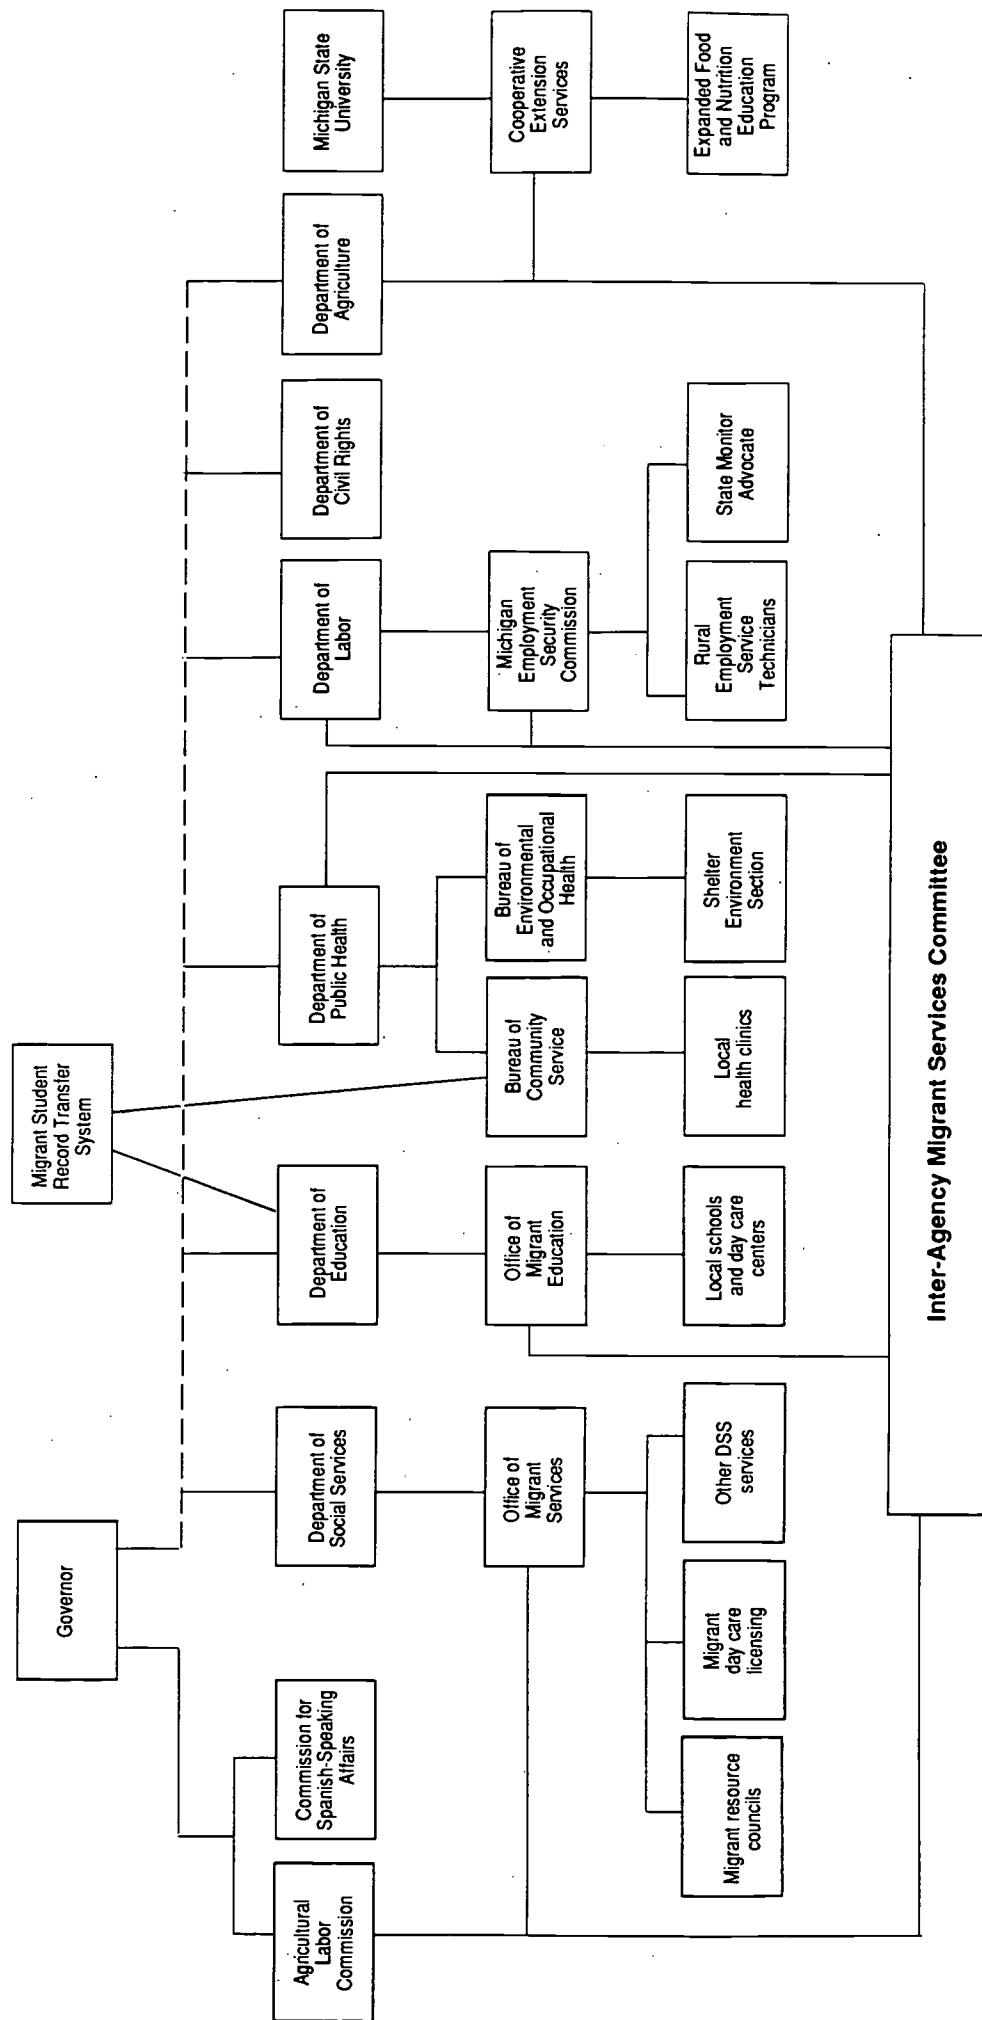 Governor
Migrant Student
Record Transfer
System
Agricultural
Labor
Commission
Commission for
Spanish-Speaking
Affairs
Department of
Social Services
Department of
Education
Department of
Public Health
Department of
Labor
Department of
Civil Rights
Department of
Agriculture
Michigan State
University
Office of
Migrant
Services
Office of
Migrant
Education
Bureau of
Community
Service
Bureau of
Environmental
and Occupational
Health
Michigan
Employment
Security
Commission
Cooperative
Extension
Services
Migrant resource
councils
Migrant
day care
licensing
Other DSS
services
Local schools
and day care
centers
Local
health clinics
Shelter
Environment
Section
Rural
Employment
Service
Technicians
State Monitor
Advocate
Expanded Food
and Nutrition
Education
Program
Inter-Agency Migrant Services Committee